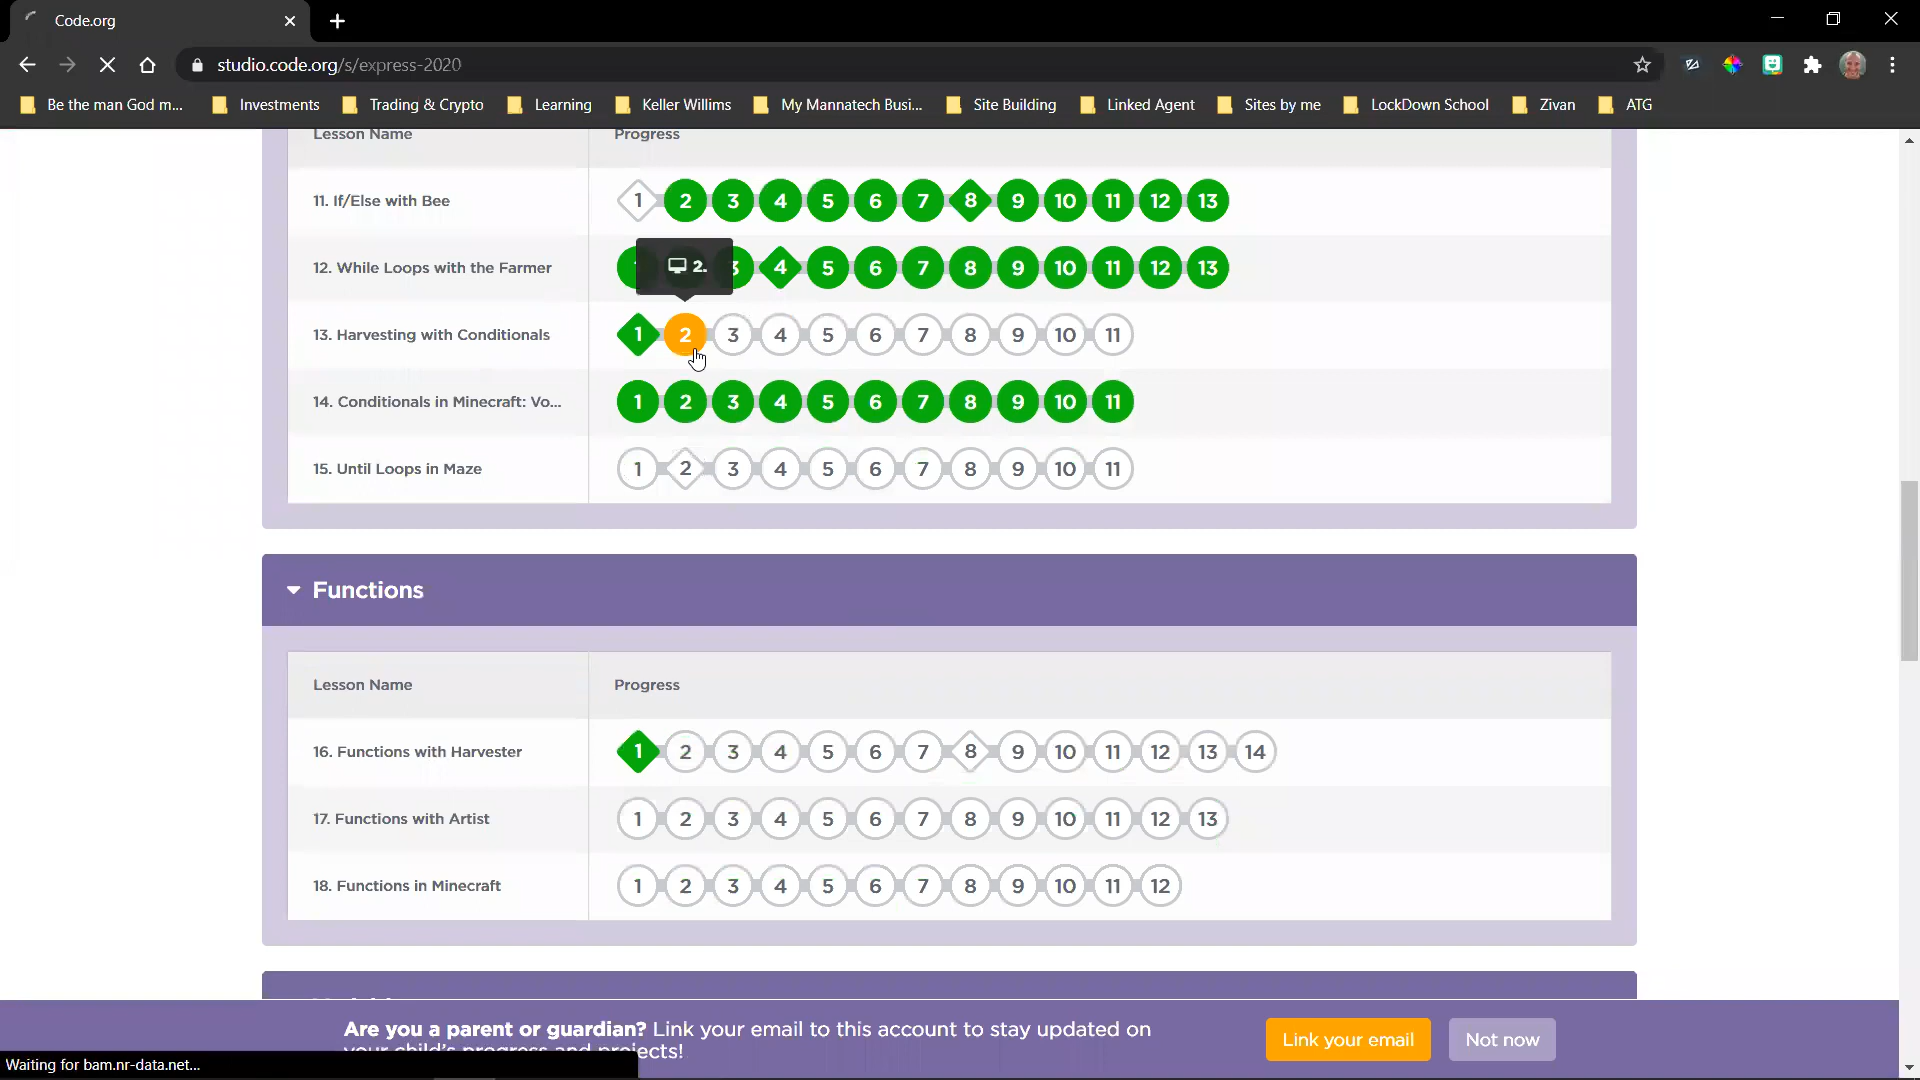 Code.org
studio.code.org/s/express-2020
Be the man God m... Investments Trading & Crypto Learning Keller Willims My Mannatech Busi... Site Building Linked Agent Sites by me LockDown School Zivan ATG
Lesson Name Progress
11. If/Else with Bee 1 2 3 4 5 6 7 8 9 10 11 12 13
12. While Loops with the Farmer 3 4 5 6 7 8 9 10 11 12 13
2.
13. Harvesting with Conditionals 1 2 3 4 5 6 7 8 9 10 11
14. Conditionals in Minecraft: Vo... 1 2 3 4 5 6 7 8 9 10 11
15. Until Loops in Maze 1 2 3 4 5 6 7 8 9 10 11
Functions
Lesson Name Progress
16. Functions with Harvester 1 2 3 4 5 6 7 8 9 10 11 12 13 14
17. Functions with Artist 1 2 3 4 5 6 7 8 9 10 11 12 13
18. Functions in Minecraft 1 2 3 4 5 6 7 8 9 10 11 12
Are you a parent or guardian? Link your email to this account to stay updated on
your child's progress and projects!
Link your email Not now
Waiting for bam.nr-data.net...